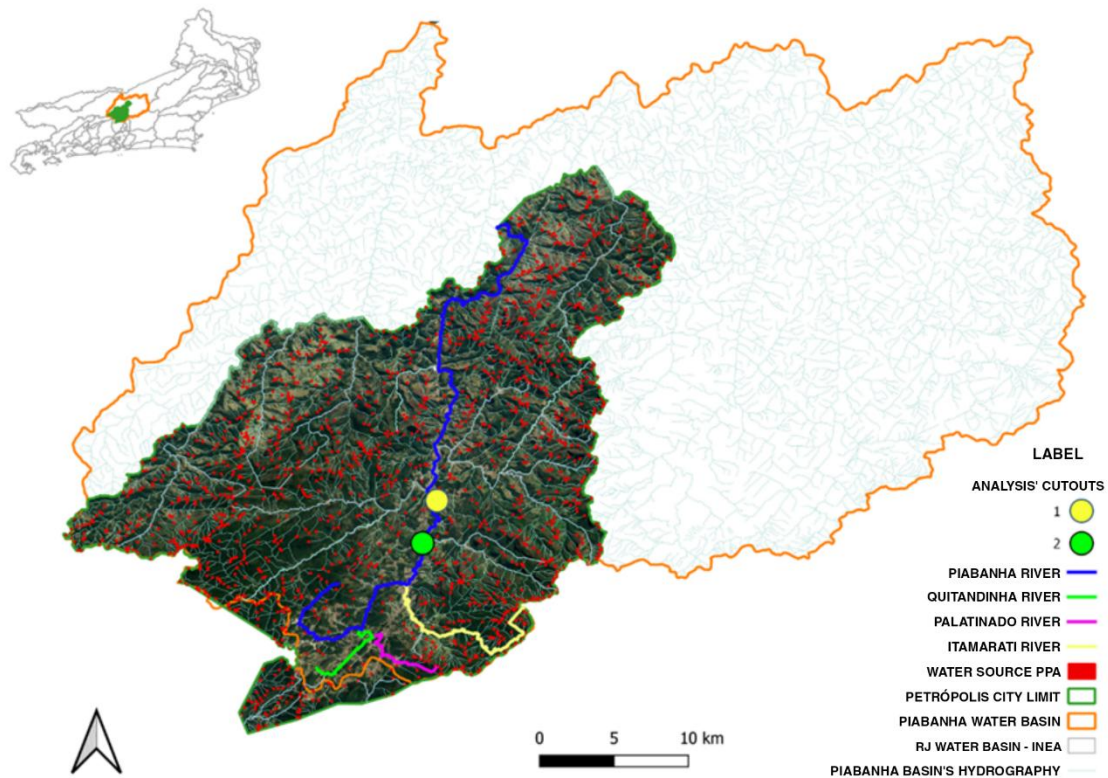 LABEL
ANALYSIS' CUTOUTS
1
2
PIABANHA RIVER
QUITANDINHA RIVER
PALATINADO RIVER
ITAMARATI RIVER
WATER SOURCE PPA
PETRÓPOLIS CITY LIMIT
PIABANHA WATER BASIN
RJ WATER BASIN - INEA
PIABANHA BASIN'S HYDROGRAPHY
0 5 10 km